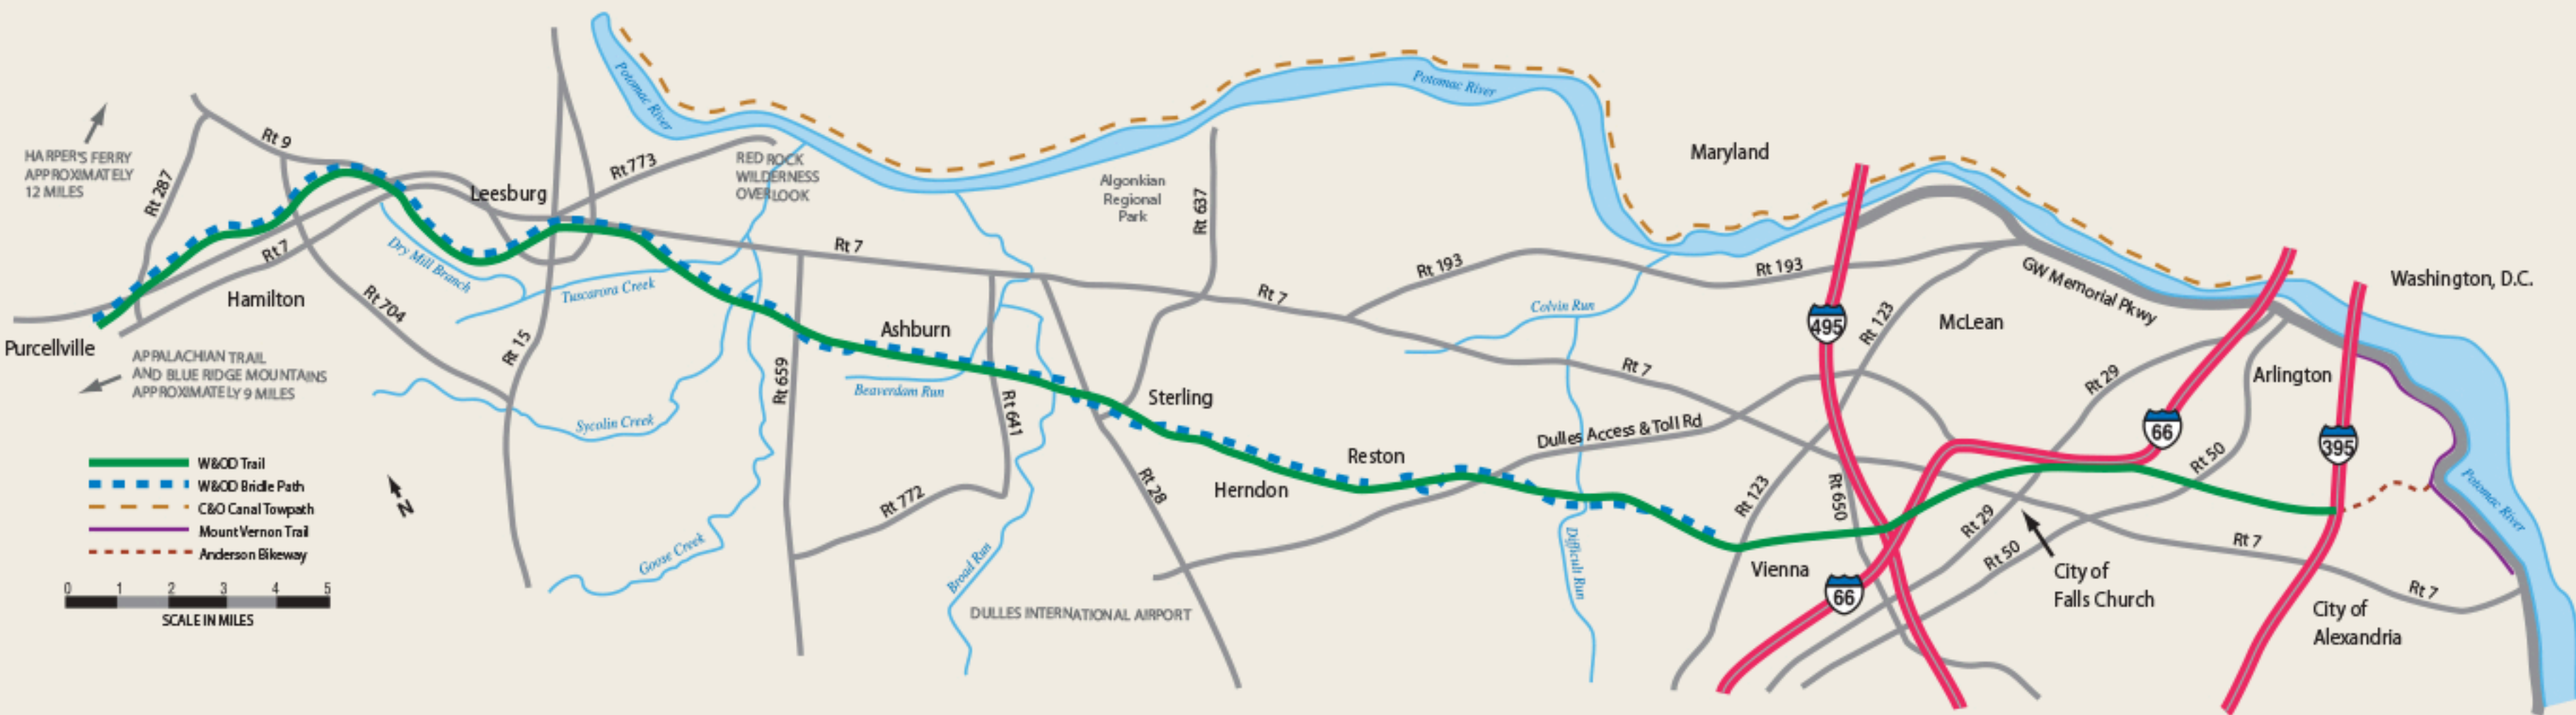 Potomac River
Potomac River
Maryland
HARPER'S FERRY
APPROXIMATELY
12 MILES
Rt 9
Rt 287
Leesburg
Rt 773
RED ROCK
WILDERNESS
OVERLOOK
Algonkian
Regional
Park
Rt 637
Rt 7
Rt 7
Rt 7
Rt 193
Rt 193
GW Memorial Pkwy
Washington, D.C.
Dry Mill Branch
Tuscarora Creek
Hamilton
Rt 704
Colvin Run
495
Rt 123
McLean
Purcellville
Rt 15
Ashburn
APPALACHIAN TRAIL
AND BLUE RIDGE MOUNTAINS
APPROXIMATELY 9 MILES
Rt 659
Beaverdam Run
Rt 641
Sterling
Rt 7
Rt 29
Arlington
Sycolin Creek
Dulles Access & Toll Rd
66
395
Reston
Herndon
Rt 50
W&OD Trail
W&OD Bridle Path
C&O Canal Towpath
Mount Vernon Trail
Anderson Bikeway
N
Rt 772
Rt 28
Rt 123
Rt 650
Rt 29
Rt 50
Potomac River
Goose Creek
Broad Run
Difficult Run
Vienna
66
City of
Falls Church
Rt 7
Rt 7
0 1 2 3 4 5
SCALE IN MILES
DULLES INTERNATIONAL AIRPORT
City of
Alexandria